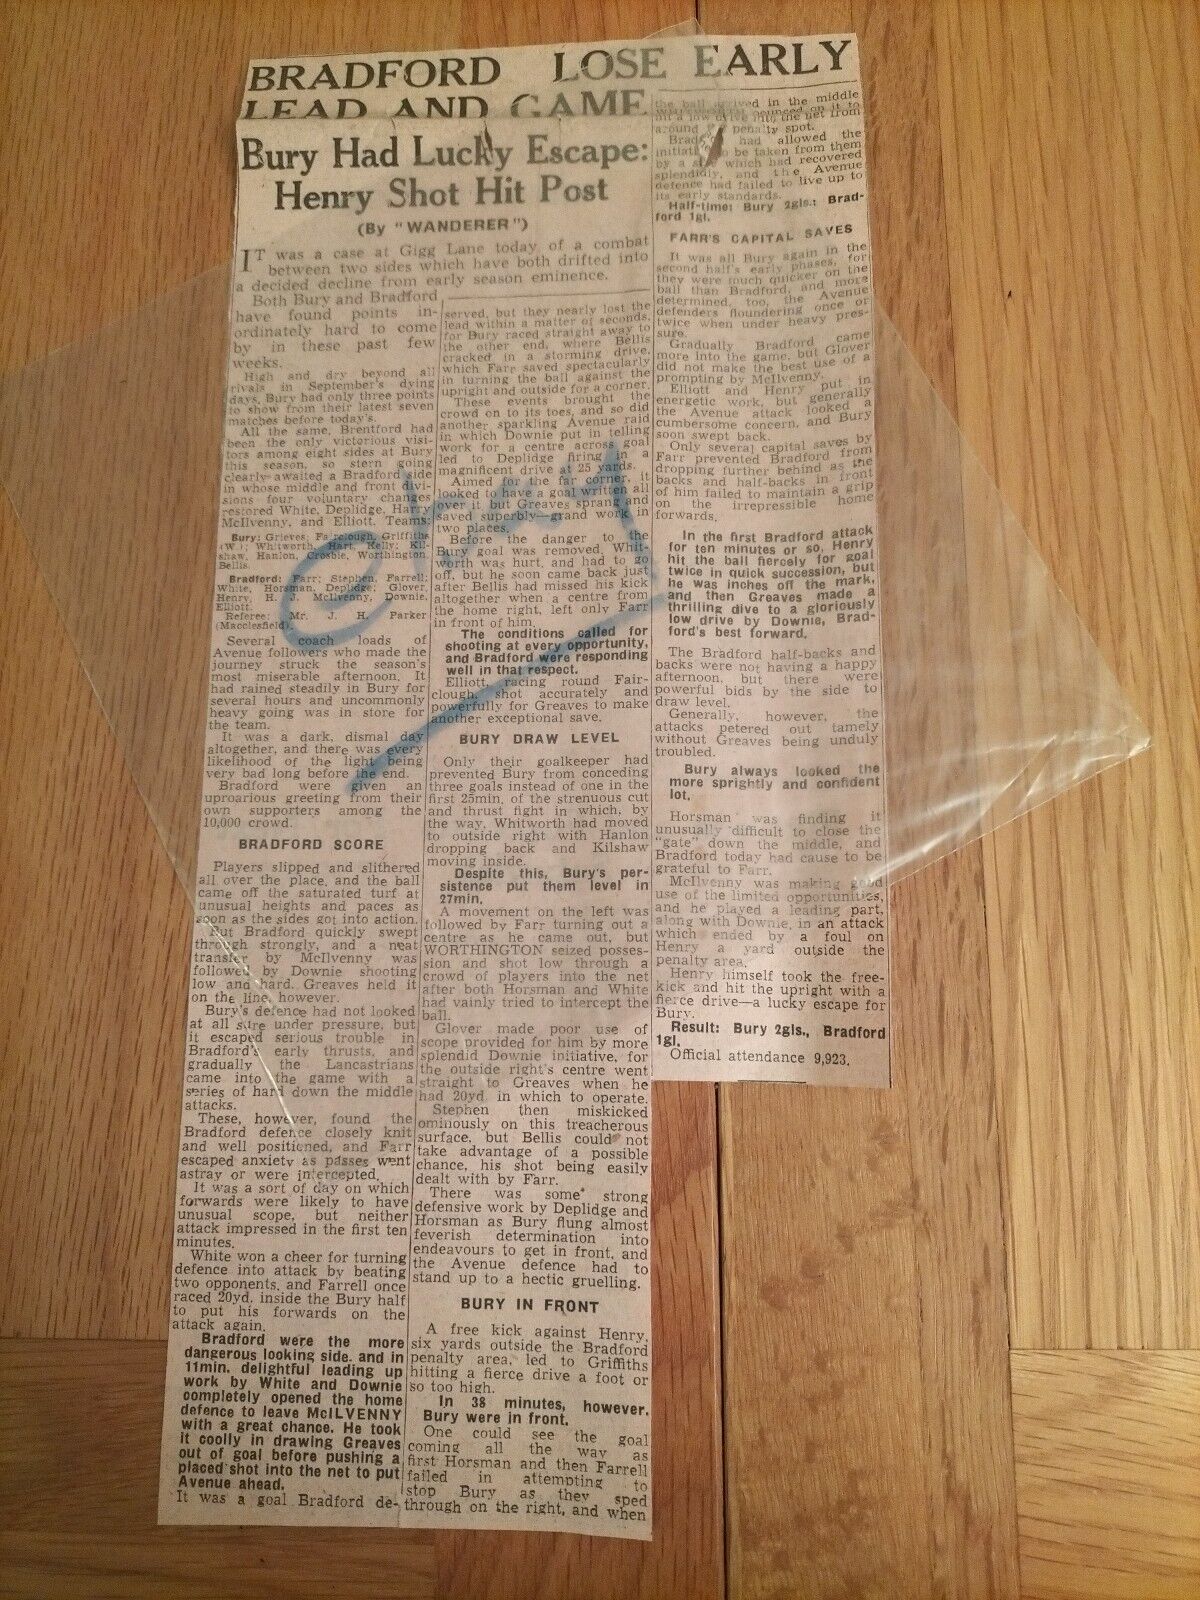 BRADFORD LOSE EARLY
LEAD AND GAME
Bury Had Lucky Escape:
Henry Shot Hit Post
(By "WANDERER")
IT was a case at Gigg Lane today of a combat
between two sides which have both drifted into
a decided decline from early season eminence.
Both Bury and Bradford
have found points in-
ordinately hard to come
by in these past few
weeks.
High and dry beyond all
rivals in September's dying
days, Bury had only three points
to show from their latest seven
matches before today's.
All the same, Brentford had
been the only victorious visi-
tors among eight sides at Bury
this season, so stern going
clearly awaited a Bradford side
in whose middle and front divi-
sions four voluntary changes
restored White, Deplidge, Harry
McIlvenny, and Elliott. Teams:
Bury: Grieves; Fairclough, Griffiths
(W.); Whitworth, Hart, Kelly; Kil-
shaw, Hanlon, Crosbie, Worthington,
Bellis.
Bradford: Farr; Stephen, Farrell;
White, Horsman, Deplidge; Glover,
Henry, H. J. McIlvenny, Downie,
Elliott.
Referee: Mr. J. H. Parker
(Macclesfield).
Several coach loads of
Avenue followers who made the
journey struck the season's
most miserable afternoon. It
had rained steadily in Bury for
several hours and uncommonly
heavy going was in store for
the team.
It was a dark, dismal day
altogether, and there was every
likelihood of the light being
very bad long before the end.
Bradford were given an
uproarious greeting from their
own supporters among the
10,000 crowd.
BRADFORD SCORE
Players slipped and slithered
all over the place, and the ball
came off the saturated turf at
unusual heights and paces as
soon as the sides got into action.
But Bradford quickly swept
through strongly, and a neat
transfer by McIlvenny was
followed by Downie shooting
low and hard. Greaves held it
on the line, however.
Bury's defence had not looked
at all sure under pressure, but
it escaped serious trouble in
Bradford's early thrusts, and
gradually the Lancastrians
came into the game with a
series of hard down the middle
attacks.
These, however, found the
Bradford defence closely knit
and well positioned, and Farr
escaped anxiety as passes went
astray or were intercepted.
It was a sort of day on which
forwards were likely to have
unusual scope, but neither
attack impressed in the first ten
minutes.
White won a cheer for turning
defence into attack by beating
two opponents, and Farrell once
raced 20yd. inside the Bury half
to put his forwards on the
attack again.
Bradford were the more
dangerous looking side, and in
11min. delightful leading up
work by White and Downie
completely opened the home
defence to leave McILVENNY
with a great chance. He took
it coolly in drawing Greaves
out of goal before pushing a
placed shot into the net to put
Avenue ahead.
It was a goal Bradford de-
served, but they nearly lost the
lead within a matter of seconds,
for Bury raced straight away to
the other end, where Bellis
cracked in a storming drive,
which Farr saved spectacularly
in turning the ball against the
upright and outside for a corner.
These events brought the
crowd on to its toes, and so did
another sparkling Avenue raid
in which Downie put in telling
work for a centre across goal
led to Deplidge firing in a
magnificent drive at 25 yards.
Aimed for the far corner, it
looked to have a goal written all
over it but Greaves sprang and
saved superbly—grand work in
two places.
Before the danger to the
Bury goal was removed, Whit-
worth was hurt, and had to go
off, but he soon came back just
after Bellis had missed his kick
altogether when a centre from
the home right, left only Farr
in front of him.
The conditions called for
shooting at every opportunity,
and Bradford were responding
well in that respect.
Elliott, racing round Fair-
clough, shot accurately and
powerfully for Greaves to make
another exceptional save.
BURY DRAW LEVEL
Only their goalkeeper had
prevented Bury from conceding
three goals instead of one in the
first 25min. of the strenuous cut
and thrust fight in which, by
the way, Whitworth had moved
to outside right with Hanlon
dropping back and Kilshaw
moving inside.
Despite this, Bury's per-
sistence put them level in
27min.
A movement on the left was
followed by Farr turning out a
centre as he came out, but
WORTHINGTON seized posses-
sion and shot low through a
crowd of players into the net
after both Horsman and White
had vainly tried to intercept the
ball.
Glover made poor use of
scope provided for him by more
splendid Downie initiative, for
the outside right's centre went
straight to Greaves when he
had 20yd. in which to operate.
Stephen then miskicked
ominously on this treacherous
surface, but Bellis could not
take advantage of a possible
chance, his shot being easily
dealt with by Farr.
There was some strong
defensive work by Deplidge and
Horsman as Bury flung almost
feverish determination into
endeavours to get in front, and
the Avenue defence had to
stand up to a hectic gruelling.
BURY IN FRONT
A free kick against Henry,
six yards outside the Bradford
penalty area, led to Griffiths
hitting a fierce drive a foot or
so too high.
In 38 minutes, however,
Bury were in front.
One could see the goal
coming all the way as
first Horsman and then Farrell
failed in attempting to
stop Bury as they sped
through on the right, and when
the ball arrived in the middle
pounced on it to
hit a low drive into the net from
around penalty spot.
had allowed the
be taken from them
by a which had recovered
splendidly, and the Avenue
defence had failed to live up to
its early standards.
Half-time: Bury 2gls.; Brad-
ford 1gl.
FARR'S CAPITAL SAVES
It was all Bury again in the
second half's early phases, for
they were much quicker on the
ball than Bradford, and more
determined, too, the Avenue
defenders floundering once or
twice when under heavy pres-
sure.
Gradually Bradford came
more into the game, but Glover
did not make the best use of a
prompting by McIlvenny.
Elliott and Henry put in
energetic work, but generally
the Avenue attack looked a
cumbersome concern, and Bury
soon swept back.
Only several capital saves by
Farr prevented Bradford from
dropping further behind as the
backs and half-backs in front
of him failed to maintain a grip
on the irrepressible home
forwards.
In the first Bradford attack
for ten minutes or so, Henry
hit the ball fiercely for goal
twice in quick succession, but
he was inches off the mark,
and then Greaves made a
thrilling dive to a gloriously
low drive by Downie, Brad-
ford's best forward.
The Bradford half-backs and
backs were not having a happy
afternoon, but there were
powerful bids by the side to
draw level.
Generally, however, the
attacks petered out tamely
without Greaves being unduly
troubled.
Bury always looked the
more sprightly and confident
lot.
Horsman was finding it
unusually difficult to close the
"gate" down the middle, and
Bradford today had cause to be
grateful to Farr.
McIlvenny was making good
use of the limited opportunities,
and he played a leading part,
along with Downie, in an attack
which ended by a foul on
Henry a yard outside the
penalty area.
Henry himself took the free-
kick and hit the upright with a
fierce drive—a lucky escape for
Bury.
Result: Bury 2gls., Bradford
1gl.
Official attendance 9,923.